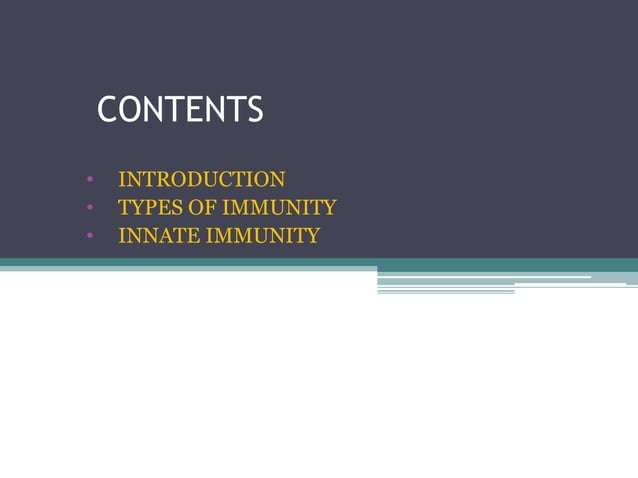 CONTENTS
• INTRODUCTION
• TYPES OF IMMUNITY
• INNATE IMMUNITY